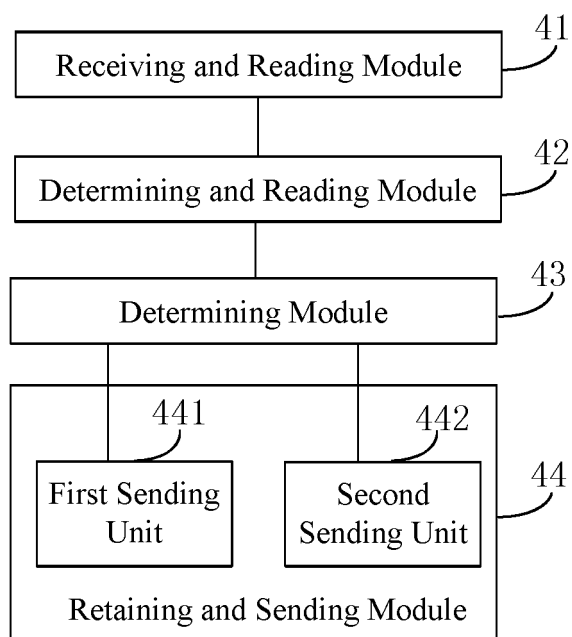 41
Receiving and Reading Module
42
Determining and Reading Module
43
Determining Module
441
442
First Sending
Unit
Second
Sending Unit
44
Retaining and Sending Module